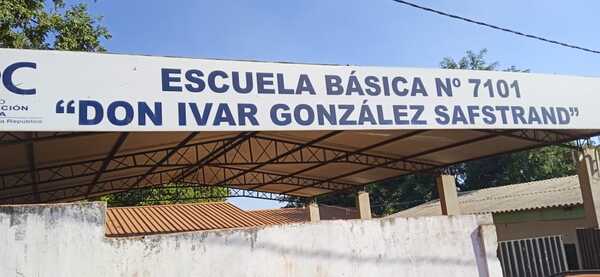 ESCUELA BÁSICA Nº 7101
"DON IVAR GONZÁLEZ SAFSTRAND"